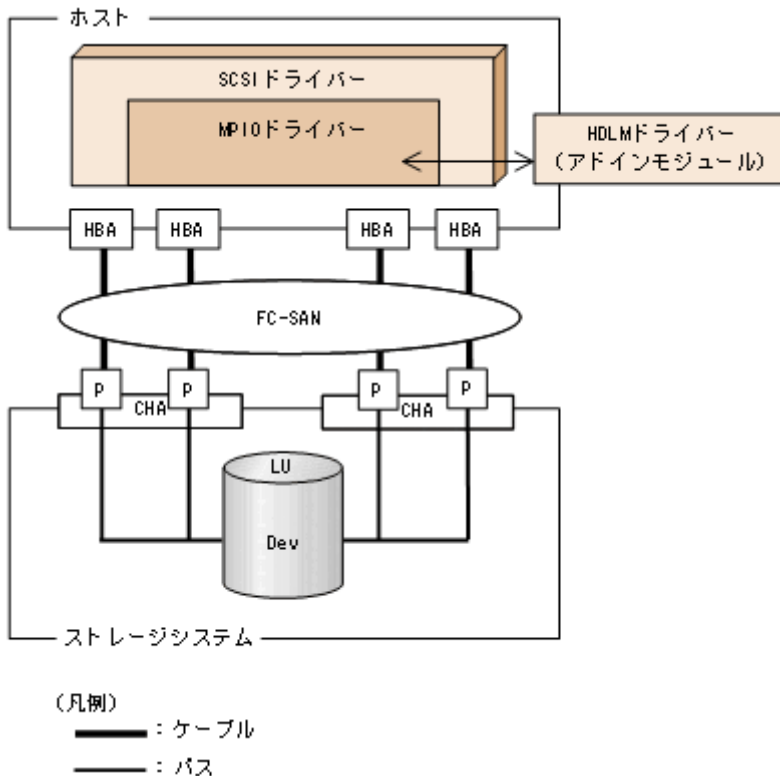 ホスト
SCSIドライバー
MPIOドライバー
HDLMドライバー
(アドインモジュール)
HBA
HBA
HBA
HBA
FC-SAN
P
P
P
P
CHA
CHA
LU
Dev
ストレージシステム
(凡例)
：ケーブル
：パス